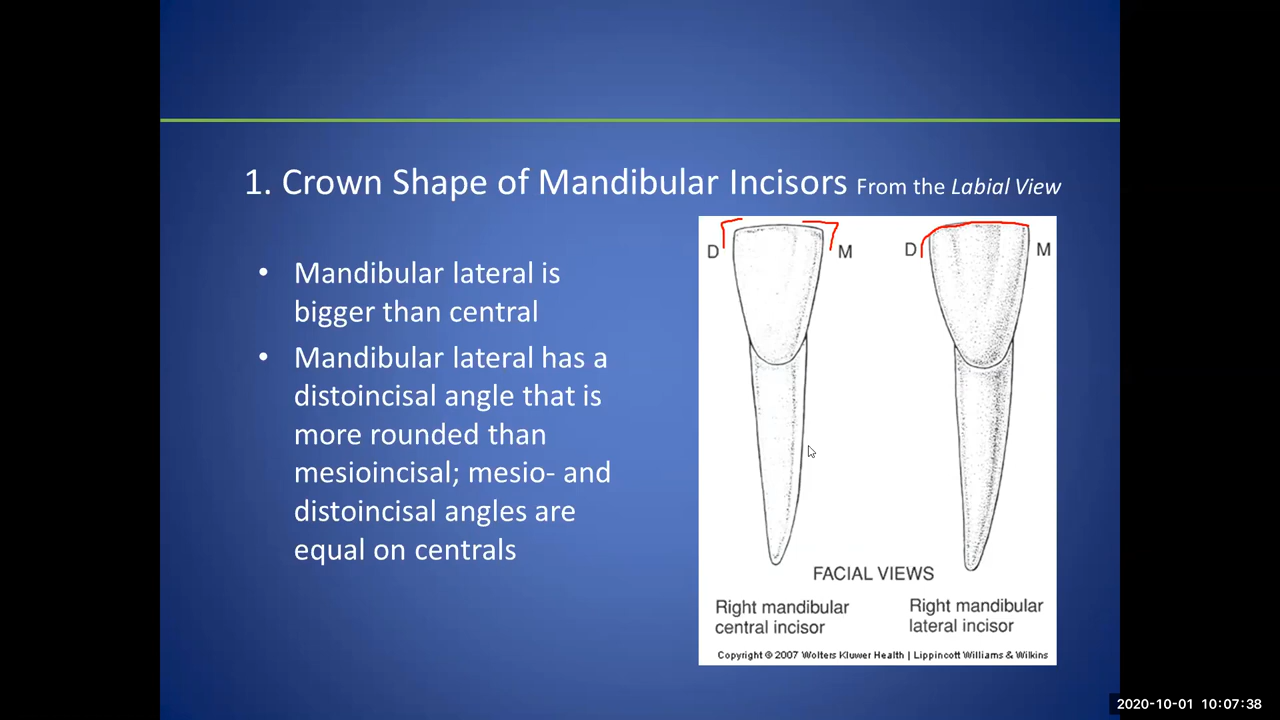 1. Crown Shape of Mandibular Incisors From the Labial View
• Mandibular lateral is
bigger than central
• Mandibular lateral has a
distoincisal angle that is
more rounded than
mesioincisal; mesio- and
distoincisal angles are
equal on centrals
D M D M
FACIAL VIEWS
Right mandibular
central incisor
Right mandibular
lateral incisor
Copyright © 2007 Wolters Kluwer Health | Lippincott Williams & Wilkins
2020-10-01 10:07:38